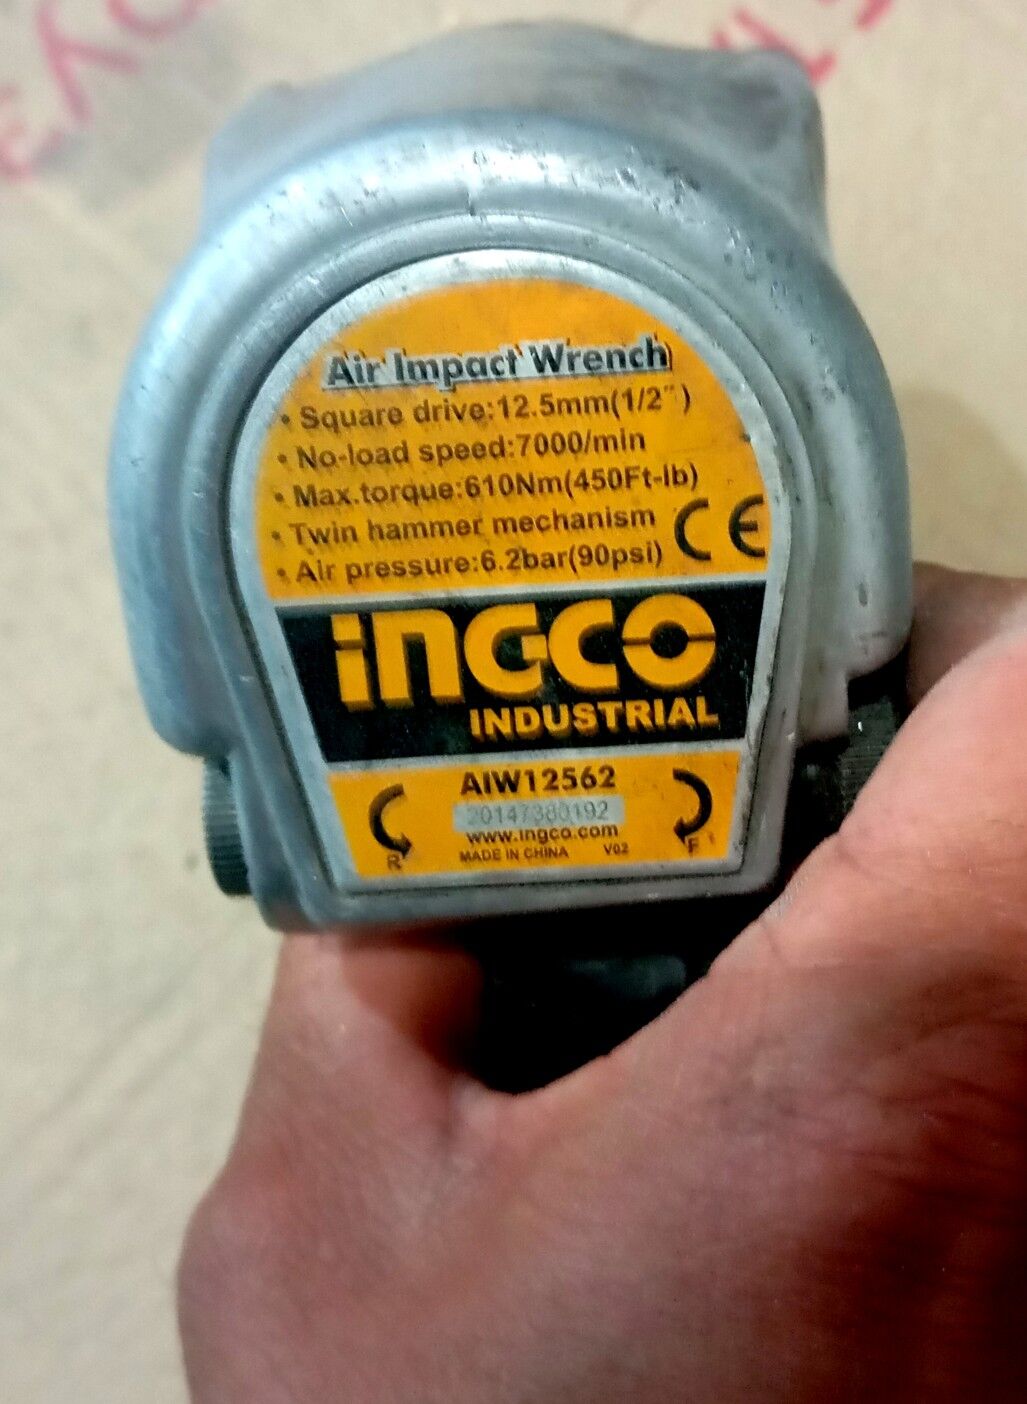 Air Impact Wrench
• Square drive:12.5mm(1/2")
• No-load speed:7000/min
• Max.torque:610Nm(450Ft-lb)
• Twin hammer mechanism
• Air pressure:6.2bar(90psi)
CE
INGCO
INDUSTRIAL
AIW12562
20147380192
www.ingco.com
MADE IN CHINA V02
R F